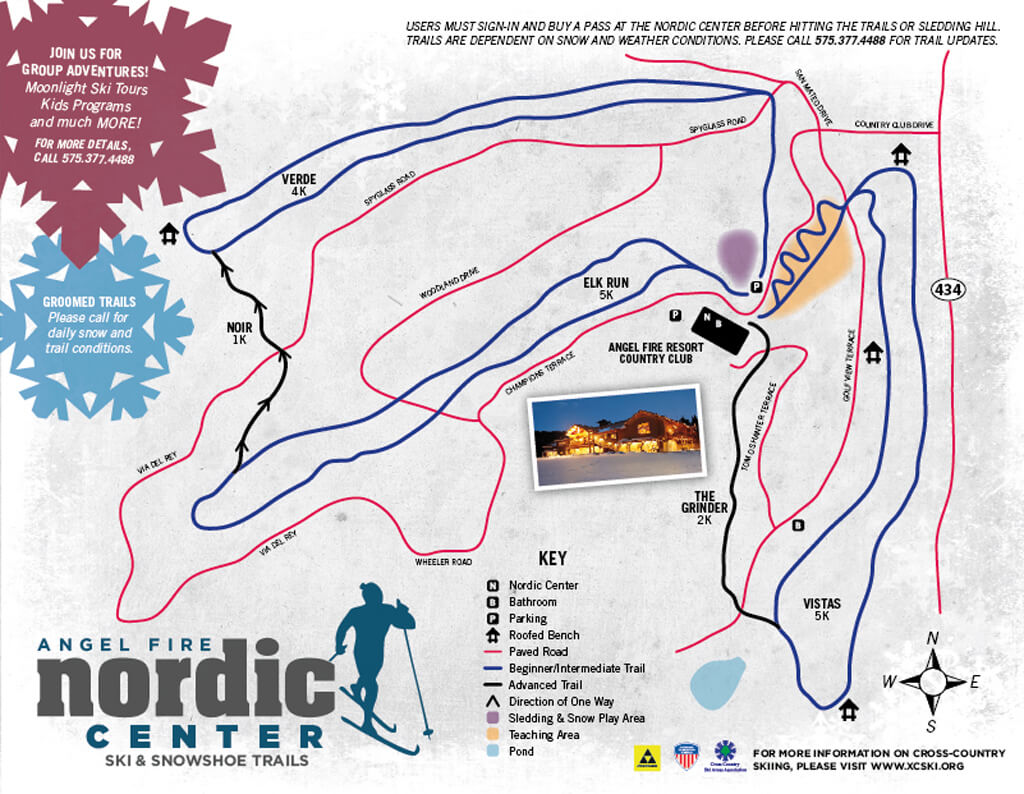 USERS MUST SIGN-IN AND BUY A PASS AT THE NORDIC CENTER BEFORE HITTING THE TRAILS OR SLEDDING HILL.
TRAILS ARE DEPENDENT ON SNOW AND WEATHER CONDITIONS. PLEASE CALL 575.377.4488 FOR TRAIL UPDATES.
JOIN US FOR
GROUP ADVENTURES!
Moonlight Ski Tours
Kids Programs
and much MORE!
FOR MORE DETAILS,
CALL 575.377.4488
SAN MATEO DRIVE
SPYGLASS ROAD
COUNTRY CLUB DRIVE
VERDE
4K
SPYGLASS ROAD
GROOMED TRAILS
Please call for
daily snow and
trail conditions.
WOODLAND DRIVE
ELK RUN
5K
P
434
NOIR
1K
P
N B
ANGEL FIRE RESORT
COUNTRY CLUB
CHAMPIONS TERRACE
GOLF VIEW TERRACE
TOM O SHANTER TERRACE
VIA DEL REY
THE
GRINDER
2K
B
VIA DEL REY
WHEELER ROAD
VISTAS
5K
KEY
N Nordic Center
B Bathroom
P Parking
Roofed Bench
Paved Road
Beginner/Intermediate Trail
Advanced Trail
Direction of One Way
Sledding & Snow Play Area
Teaching Area
Pond
ANGEL FIRE
nordic
CENTER
SKI & SNOWSHOE TRAILS
N
W E
S
Cross Country
Ski Areas Association
FOR MORE INFORMATION ON CROSS-COUNTRY
SKIING, PLEASE VISIT WWW.XCSKI.ORG